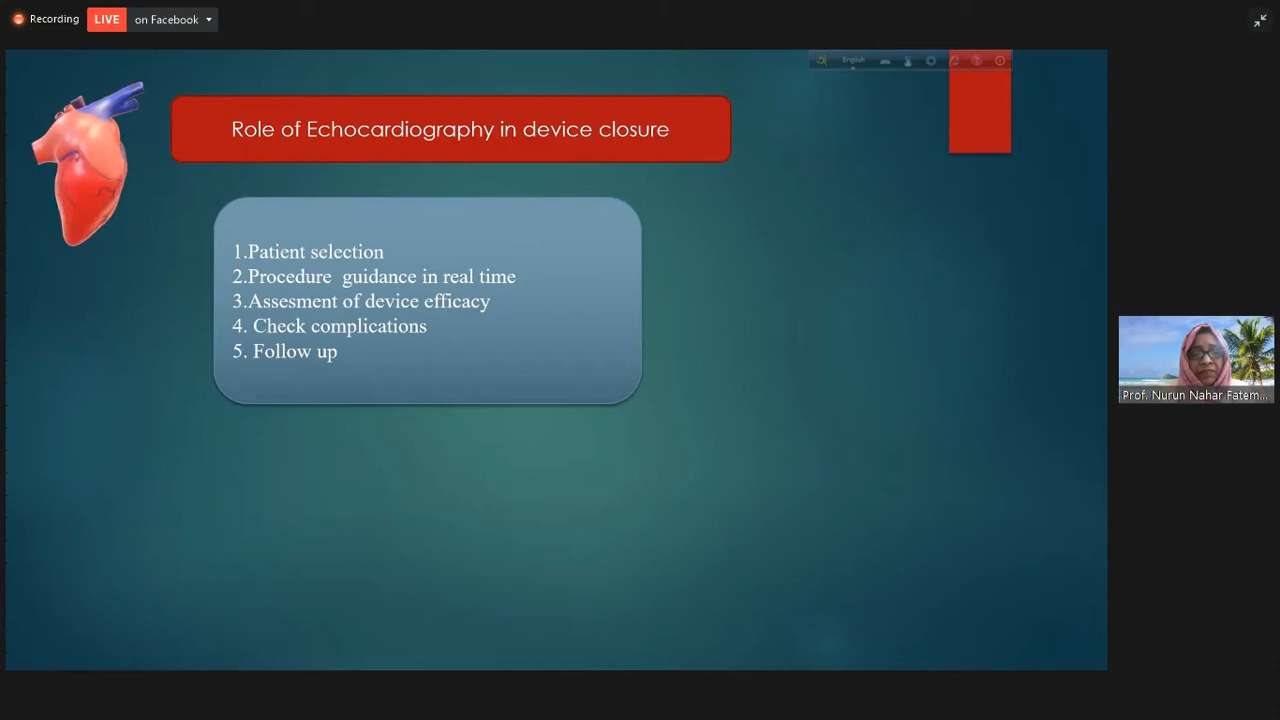 Recording
LIVE
on Facebook
English
Role of Echocardiography in device closure
1.Patient selection
2.Procedure  guidance in real time
3.Assesment of device efficacy
4. Check complications
5. Follow up
Prof. Nurun Nahar Fatem...